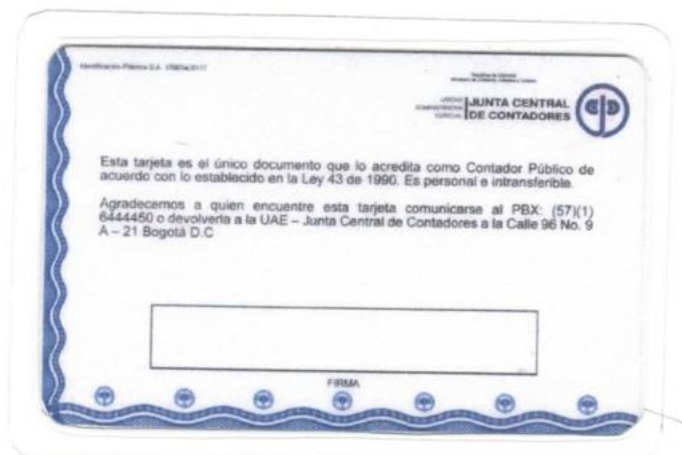 JUNTA CENTRAL
DE CONTADORES
Esta tarjeta es el único documento que lo acredita como Contador Público de
acuerdo con lo establecido en la Ley 43 de 1990. Es personal e intransferible.
Agradecemos a quien encuentre esta tarjeta comunicarse al PBX: (57)(1)
6444450 o devolverla a la UAE – Junta Central de Contadores a la Calle 96 No. 9
A – 21 Bogotá D.C
FIRMA